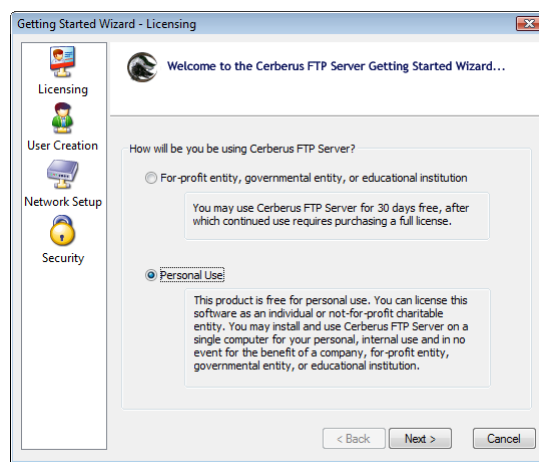 Getting Started Wizard - Licensing
Licensing
User Creation
Network Setup
Security
Welcome to the Cerberus FTP Server Getting Started Wizard...
How will be you be using Cerberus FTP Server?
For-profit entity, governmental entity, or educational institution
You may use Cerberus FTP Server for 30 days free, after
which continued use requires purchasing a full license.
Personal Use
This product is free for personal use. You can license this
software as an individual or not-for-profit charitable
entity. You may install and use Cerberus FTP Server on a
single computer for your personal, internal use and in no
event for the benefit of a company, for-profit entity,
governmental entity, or educational institution.
< Back
Next >
Cancel